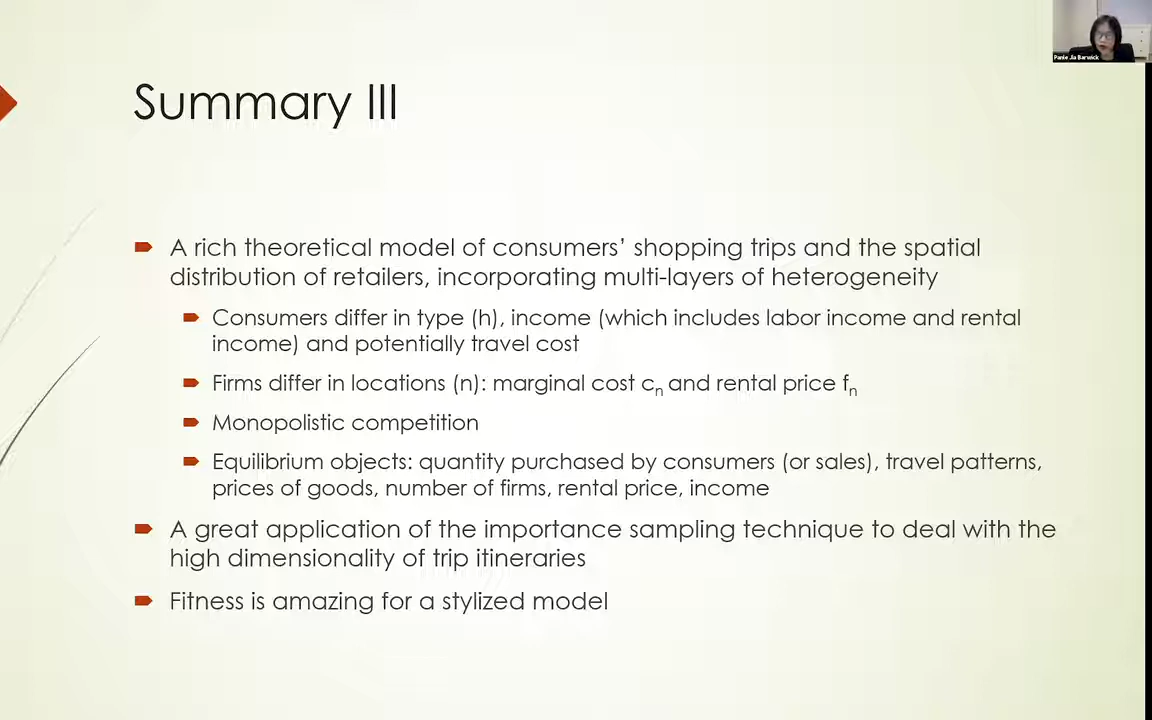 Panle Jia Barwick
Summary III
A rich theoretical model of consumers' shopping trips and the spatial
distribution of retailers, incorporating multi-layers of heterogeneity
Consumers differ in type (h), income (which includes labor income and rental
income) and potentially travel cost
Firms differ in locations (n): marginal cost cn and rental price fn
Monopolistic competition
Equilibrium objects: quantity purchased by consumers (or sales), travel patterns,
prices of goods, number of firms, rental price, income
A great application of the importance sampling technique to deal with the
high dimensionality of trip itineraries
Fitness is amazing for a stylized model